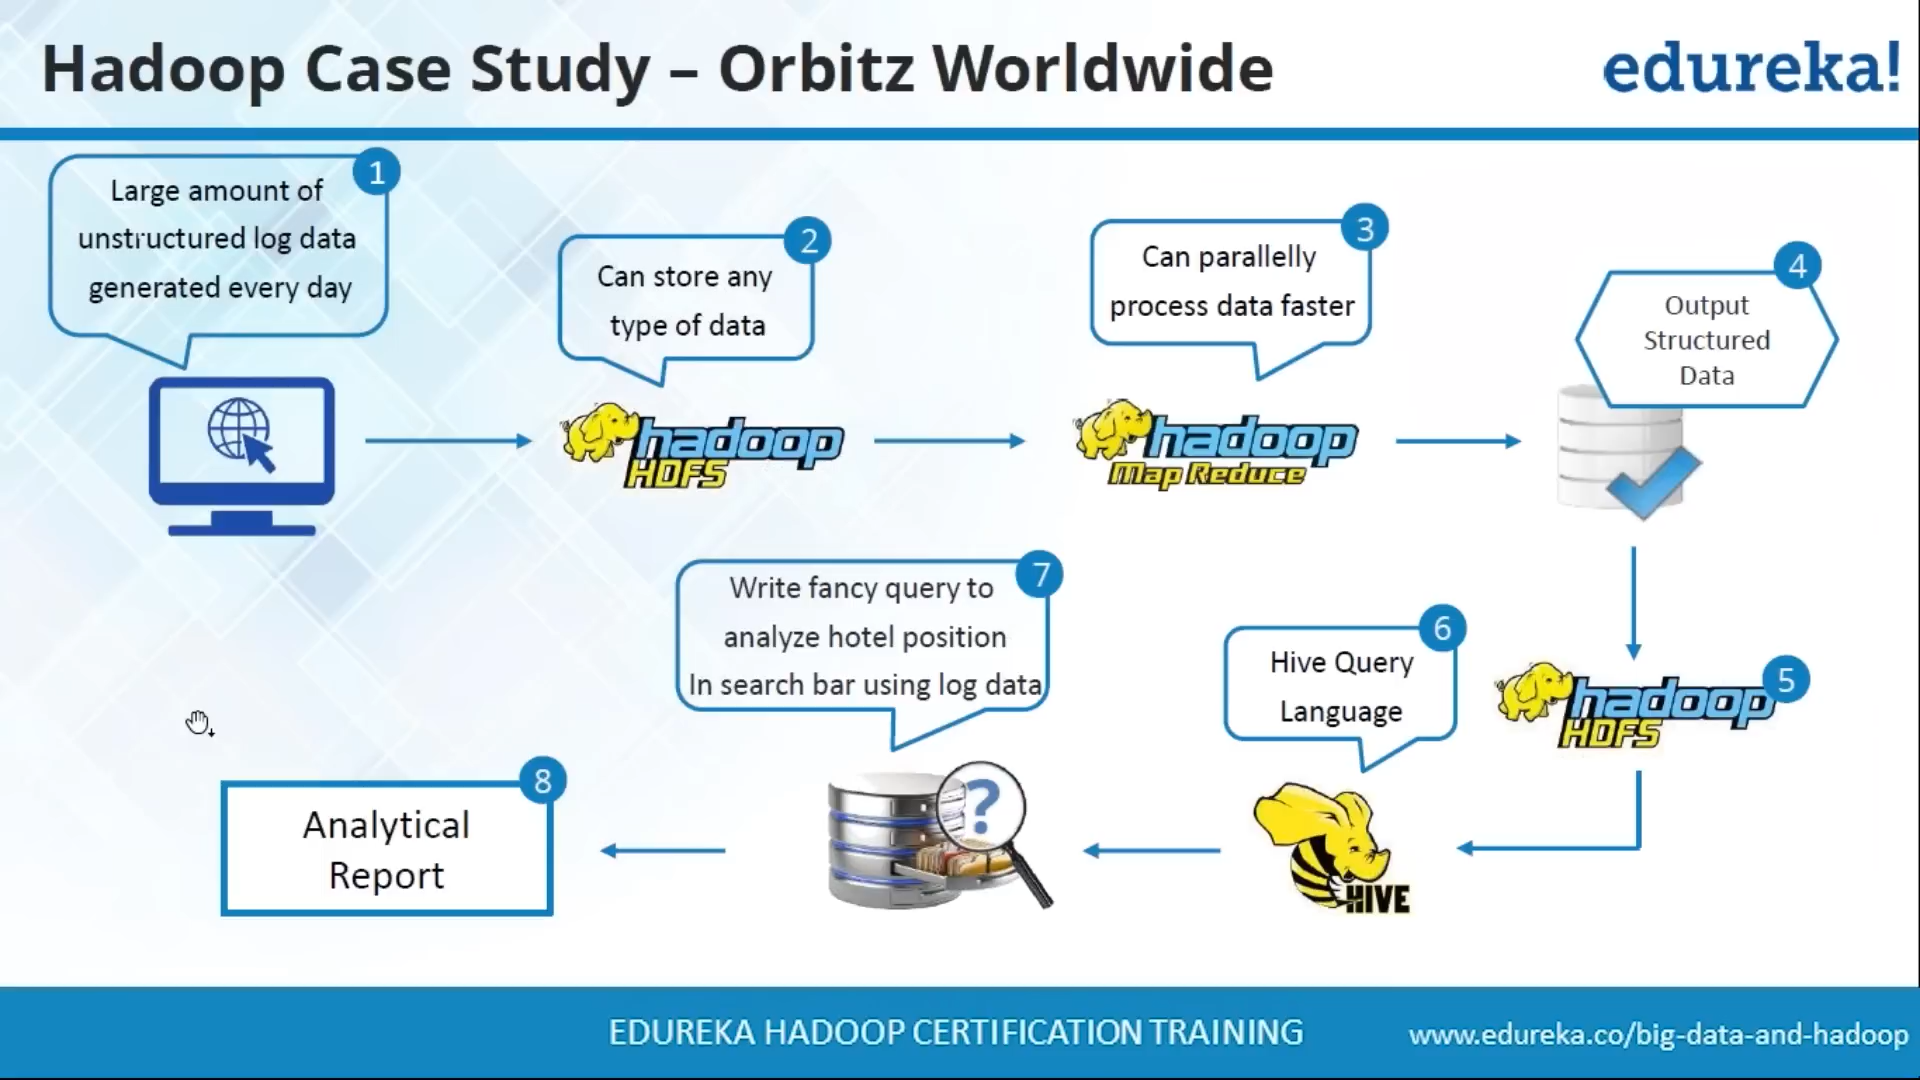 Hadoop Case Study – Orbitz Worldwide
edureka!
1
Large amount of
unstructured log data
generated every day
2
Can store any
type of data
3
Can parallelly
process data faster
4
Output
Structured
Data
hadoop
HDFS
hadoop
Map Reduce
5
hadoop
HDFS
6
Hive Query
Language
HIVE
7
Write fancy query to
analyze hotel position
In search bar using log data
?
8
Analytical
Report
EDUREKA HADOOP CERTIFICATION TRAINING
www.edureka.co/big-data-and-hadoop